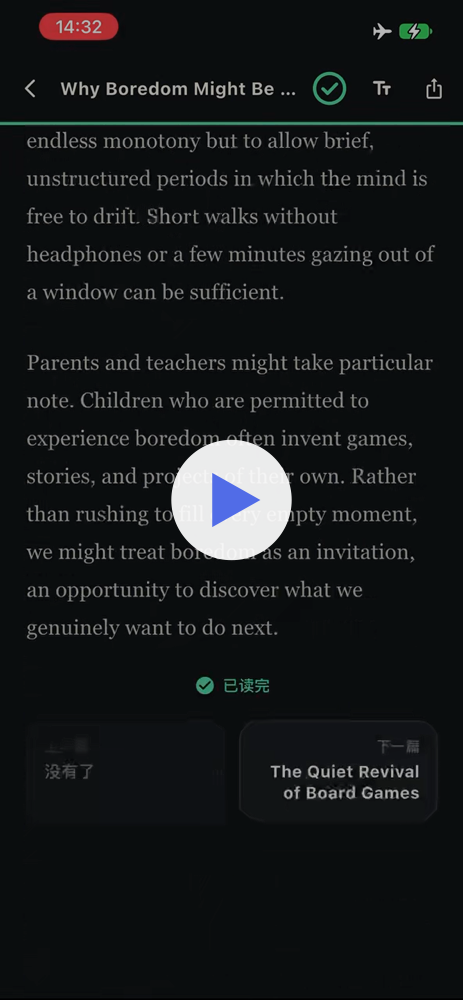 14:32
Why Boredom Might Be ...
Tт
endless monotony but to allow brief,
unstructured periods in which the mind is
free to drift. Short walks without
headphones or a few minutes gazing out of
a window can be sufficient.
Parents and teachers might take particular
note. Children who are permitted to
experience boredom often invent games,
stories, and projects of their own. Rather
than rushing to fill every empty moment,
we might treat boredom as an invitation,
an opportunity to discover what we
genuinely want to do next.
已读完
上一篇
没有了
下一篇
The Quiet Revival
of Board Games